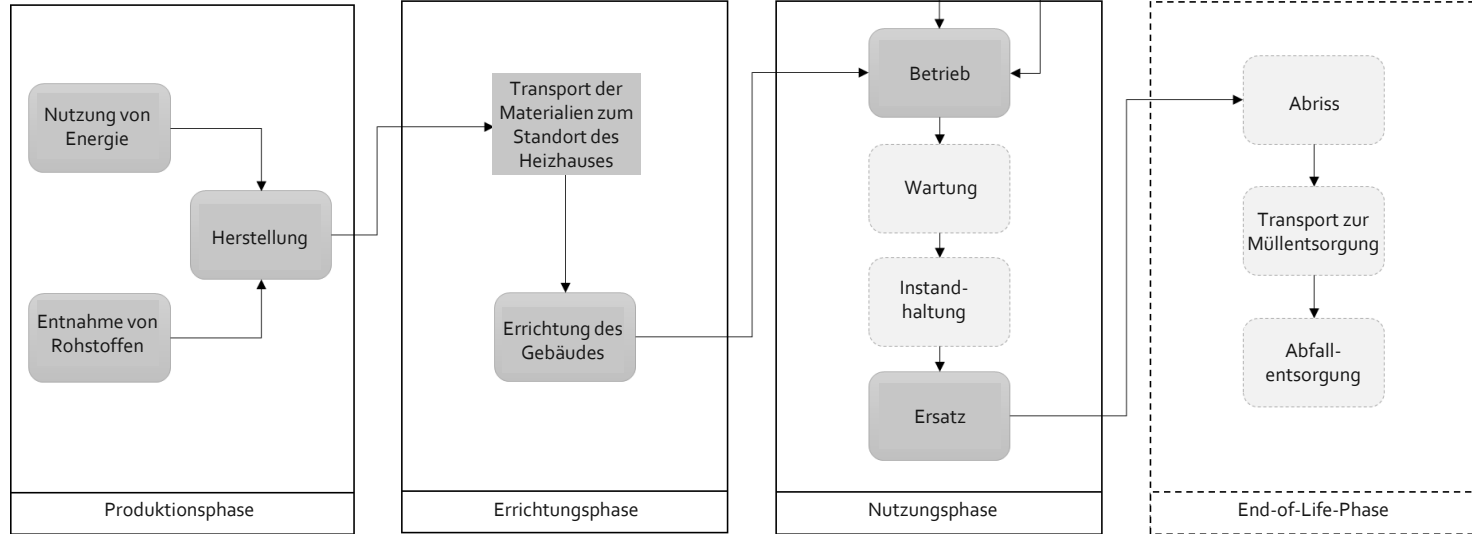 Nutzung von
Energie
Herstellung
Entnahme von
Rohstoffen
Produktionsphase
Transport der
Materialien zum
Standort des
Heizhauses
Errichtung des
Gebäudes
Errichtungsphase
Betrieb
Wartung
Instand-
haltung
Ersatz
Nutzungsphase
Abriss
Transport zur
Müllentsorgung
Abfall-
entsorgung
End-of-Life-Phase